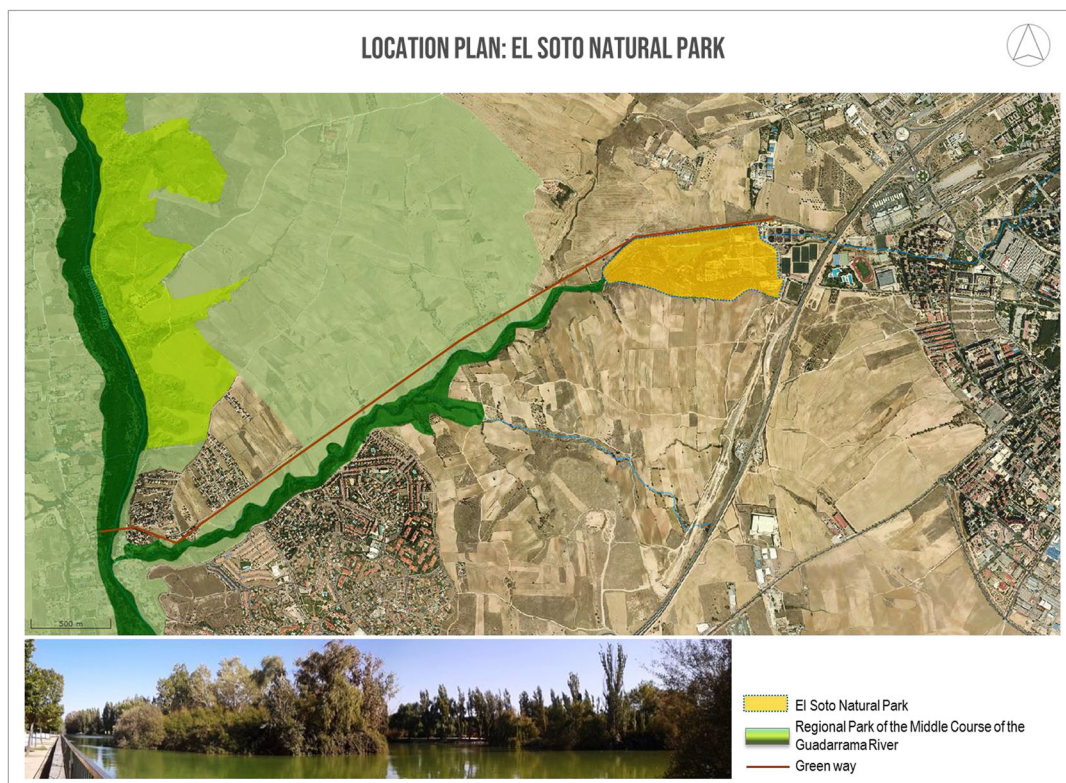 LOCATION PLAN: EL SOTO NATURAL PARK
500 m
El Soto Natural Park
Regional Park of the Middle Course of the
Guadarrama River
Green way